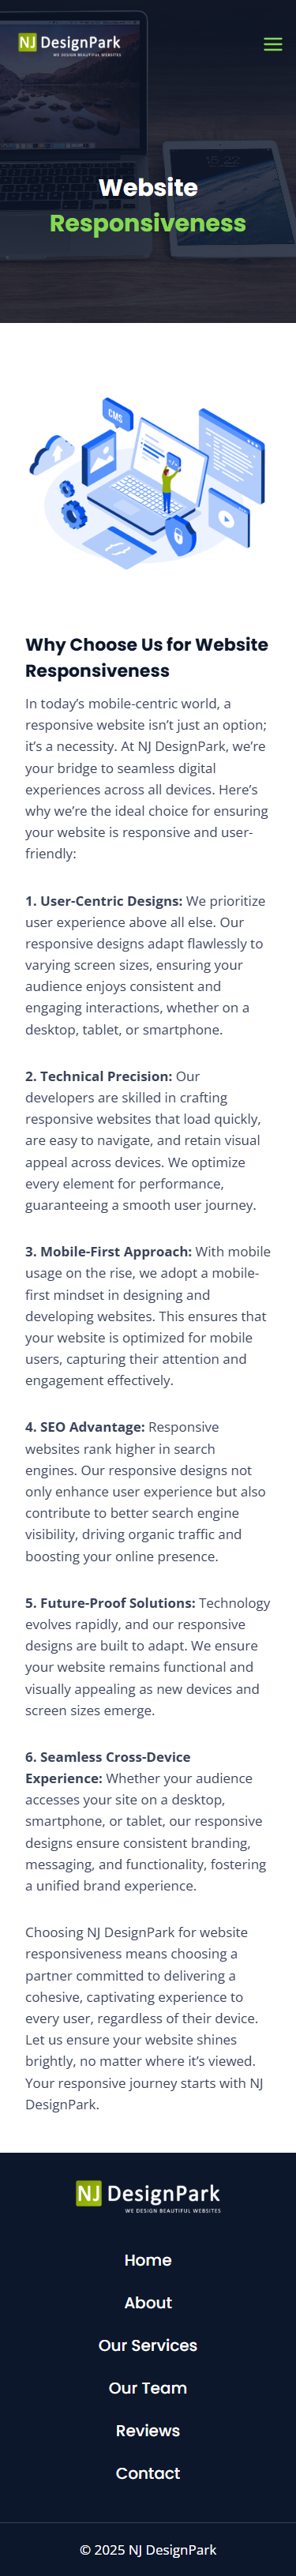 NJ DesignPark
WE DESIGN BEAUTIFUL WEBSITES
16:22
Website
Responsiveness
CMS
Why Choose Us for Website
Responsiveness
In today’s mobile-centric world, a
responsive website isn’t just an option;
it’s a necessity. At NJ DesignPark, we’re
your bridge to seamless digital
experiences across all devices. Here’s
why we’re the ideal choice for ensuring
your website is responsive and user-
friendly:
1. User-Centric Designs: We prioritize
user experience above all else. Our
responsive designs adapt flawlessly to
varying screen sizes, ensuring your
audience enjoys consistent and
engaging interactions, whether on a
desktop, tablet, or smartphone.
2. Technical Precision: Our
developers are skilled in crafting
responsive websites that load quickly,
are easy to navigate, and retain visual
appeal across devices. We optimize
every element for performance,
guaranteeing a smooth user journey.
3. Mobile-First Approach: With mobile
usage on the rise, we adopt a mobile-
first mindset in designing and
developing websites. This ensures that
your website is optimized for mobile
users, capturing their attention and
engagement effectively.
4. SEO Advantage: Responsive
websites rank higher in search
engines. Our responsive designs not
only enhance user experience but also
contribute to better search engine
visibility, driving organic traffic and
boosting your online presence.
5. Future-Proof Solutions: Technology
evolves rapidly, and our responsive
designs are built to adapt. We ensure
your website remains functional and
visually appealing as new devices and
screen sizes emerge.
6. Seamless Cross-Device
Experience: Whether your audience
accesses your site on a desktop,
smartphone, or tablet, our responsive
designs ensure consistent branding,
messaging, and functionality, fostering
a unified brand experience.
Choosing NJ DesignPark for website
responsiveness means choosing a
partner committed to delivering a
cohesive, captivating experience to
every user, regardless of their device.
Let us ensure your website shines
brightly, no matter where it’s viewed.
Your responsive journey starts with NJ
DesignPark.
NJ DesignPark
WE DESIGN BEAUTIFUL WEBSITES
Home
About
Our Services
Our Team
Reviews
Contact
© 2025 NJ DesignPark